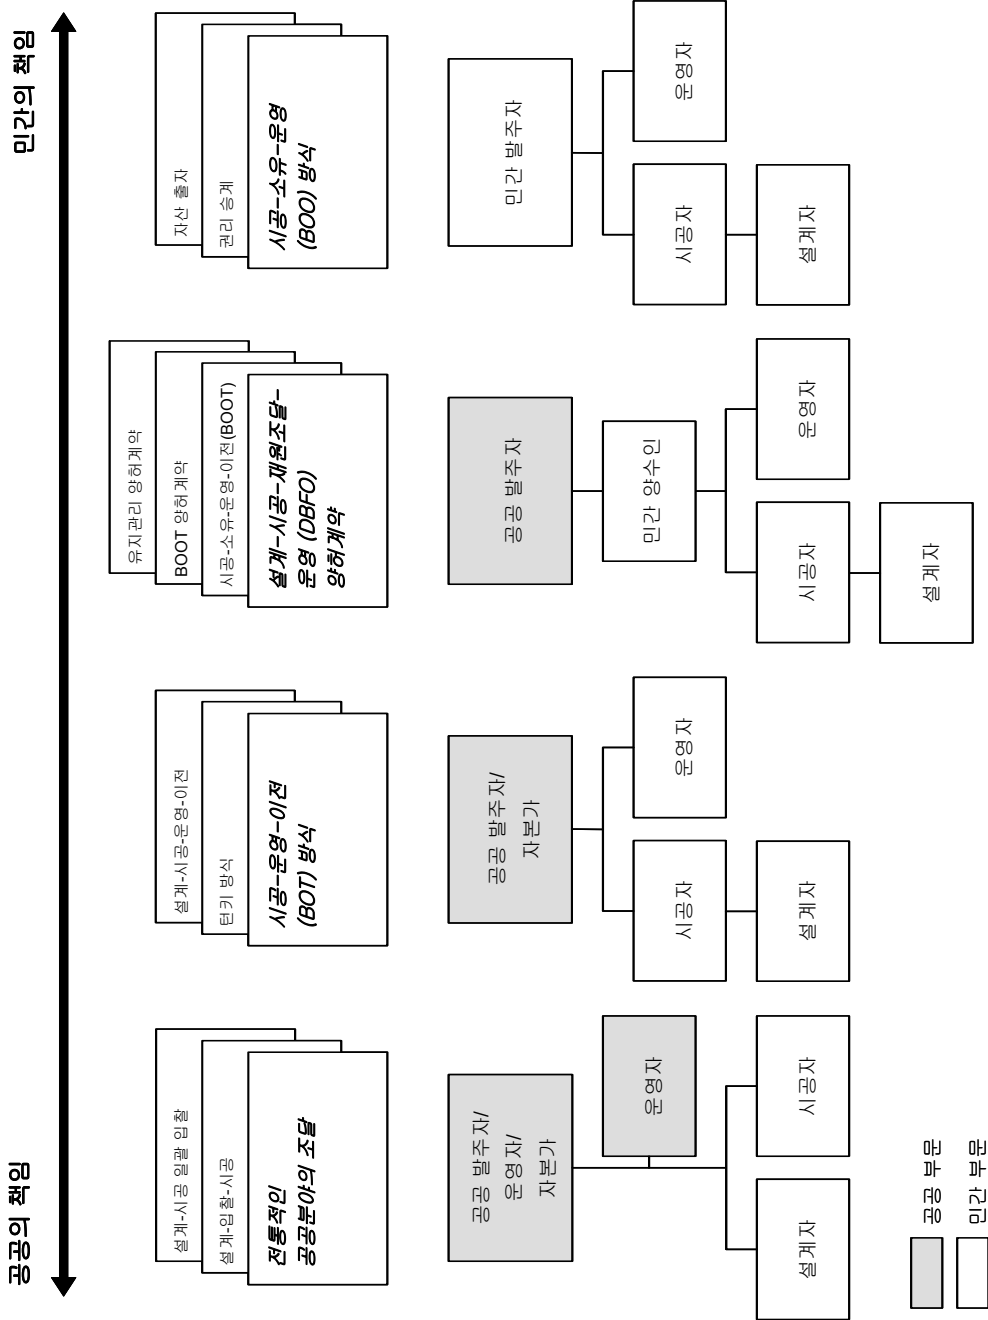 공공의 책임
민간의 책임
설계-시공 일괄 입찰
설계-입찰-시공
전통적인
공공분야의 조달
설계-시공-운영-이전
턴키 방식
시공-운영-이전
(BOT) 방식
유지관리 양허계약
BOOT 양허계약
시공-소유-운영-이전(BOOT)
설계-시공-재원조달-
운영 (DBFO)
양허계약
자산 출자
권리 승계
시공-소유-운영
(BOO) 방식
공공 발주자/
운영자/
자본가
운영자
설계자
시공자
공공 발주자/
자본가
시공자
운영자
설계자
공공 발주자
민간 양수인
시공자
운영자
설계자
민간 발주자
시공자
운영자
설계자
공공 부문
민간 부문